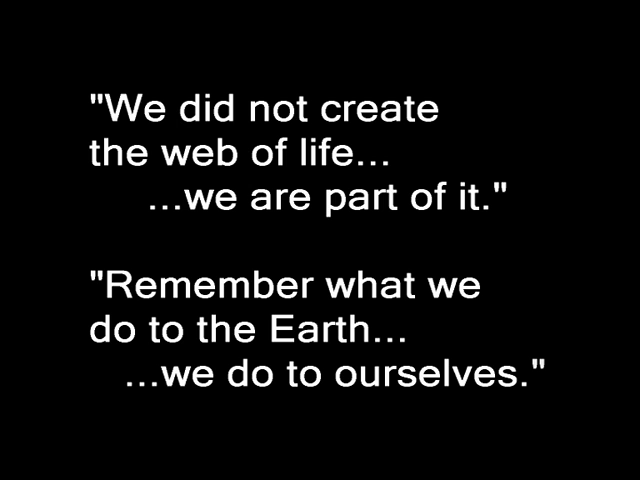 "We did not create
the web of life...
...we are part of it."
"Remember what we
do to the Earth...
...we do to ourselves."